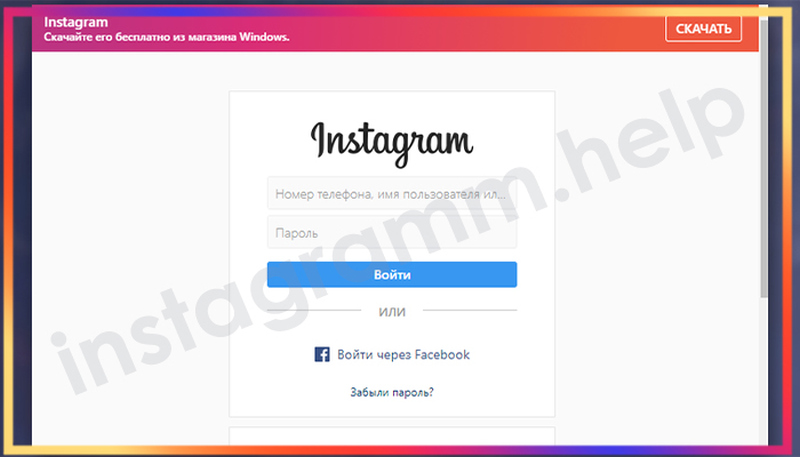 Instagram
Скачайте его бесплатно из магазина Windows.
СКАЧАТЬ
Instagram
Номер телефона, имя пользователя ил...
Пароль
Войти
ИЛИ
Войти через Facebook
Забыли пароль?
instagramm.help